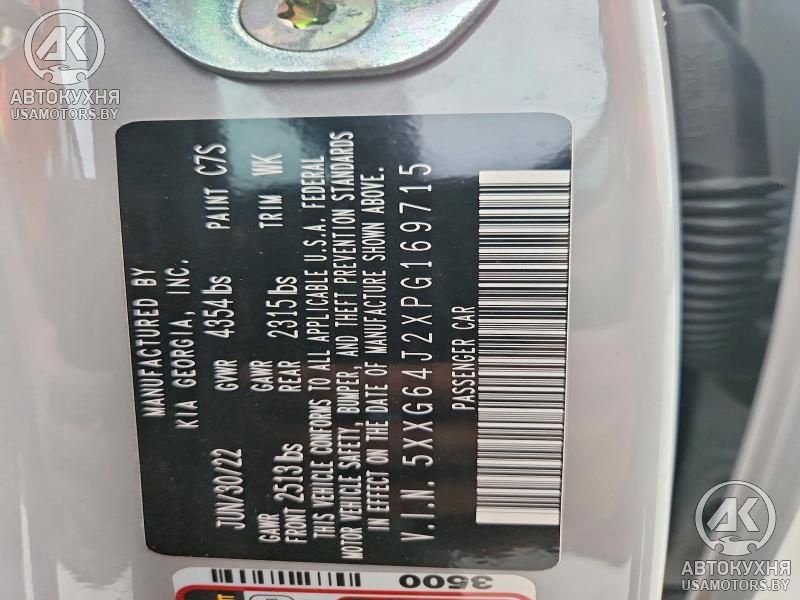 AK
АВТОКУХНЯ
USAMOTORS.BY
MANUFACTURED BY
KIA GEORGIA, INC.
JUN/30/22 GVWR 4354lbs PAINT C7S
GAWR FRONT 2513lbs GAWR REAR 2315lbs TRIM WK
THIS VEHICLE CONFORMS TO ALL APPLICABLE U.S.A. FEDERAL
MOTOR VEHICLE SAFETY, BUMPER, AND THEFT PREVENTION STANDARDS
IN EFFECT ON THE DATE OF MANUFACTURE SHOWN ABOVE.
V.I.N. 5XXG64J2XPG169715
PASSENGER CAR
3500
AK
АВТОКУХНЯ
USAMOTORS.BY